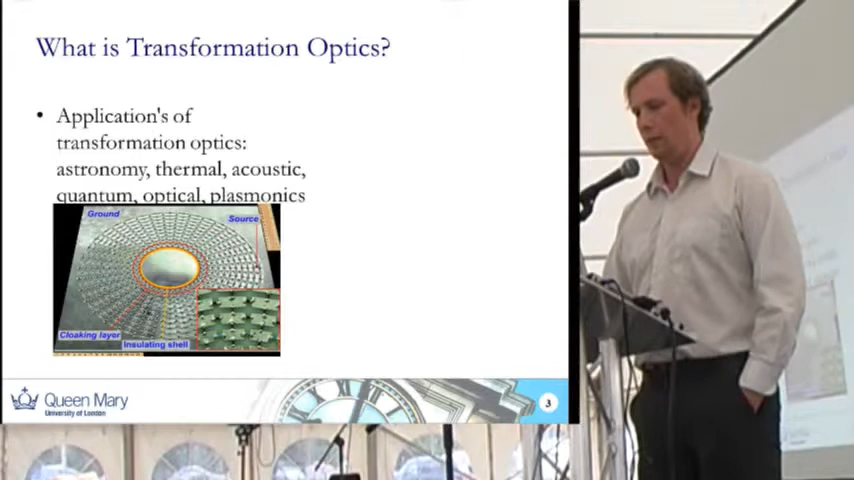 What is Transformation Optics?
• Application's of
transformation optics:
astronomy, thermal, acoustic,
quantum, optical, plasmonics
Ground
Source
Cloaking layer
Insulating shell
Queen Mary
University of London
3